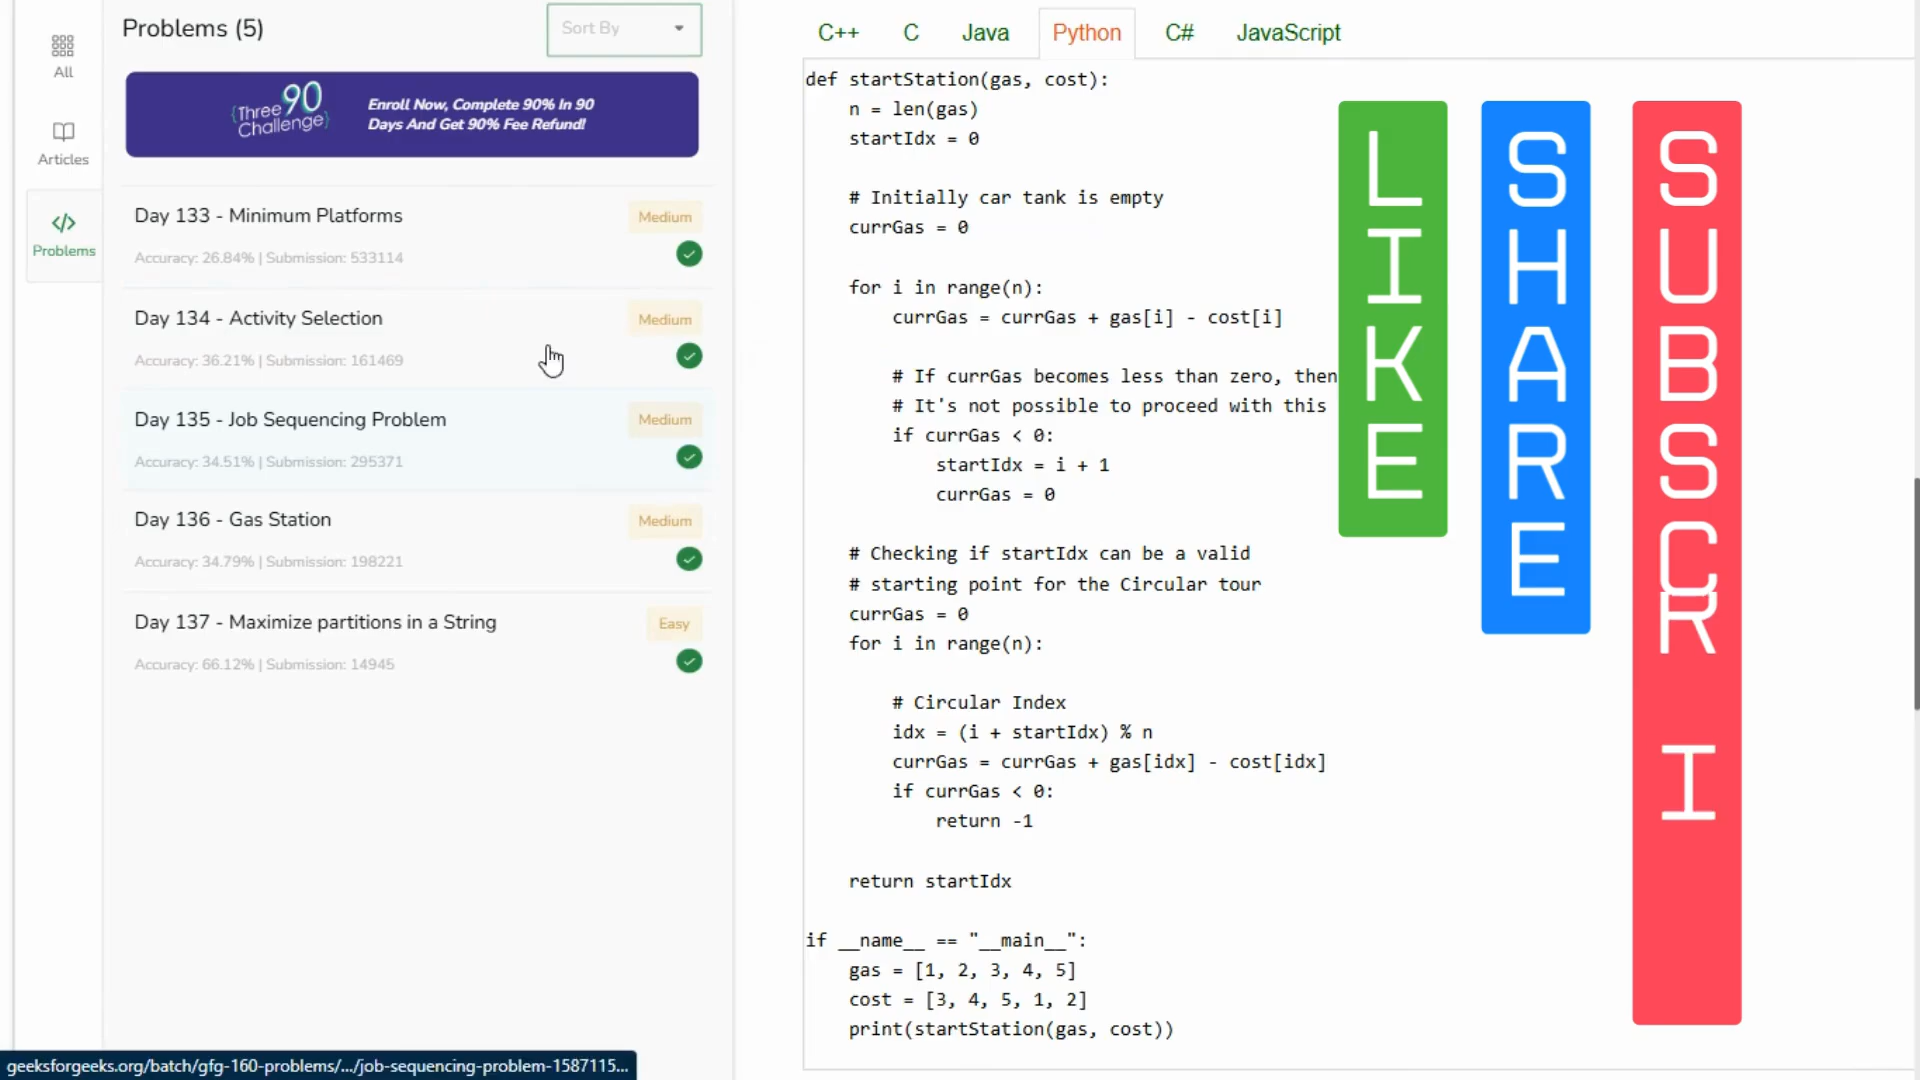 All
Articles
</>
Problems
Problems (5)
Sort By
{Three 90
Challenge}
Enroll Now, Complete 90% In 90
Days And Get 90% Fee Refund!
Day 133 - Minimum Platforms
Medium
Accuracy: 26.84% | Submission: 533114
Day 134 - Activity Selection
Medium
Accuracy: 36.21% | Submission: 161469
Day 135 - Job Sequencing Problem
Medium
Accuracy: 34.51% | Submission: 295371
Day 136 - Gas Station
Medium
Accuracy: 34.79% | Submission: 198221
Day 137 - Maximize partitions in a String
Easy
Accuracy: 66.12% | Submission: 14945
geeksforgeeks.org/batch/gfg-160-problems/.../job-sequencing-problem-1587115...
C++ C Java Python C# JavaScript
def startStation(gas, cost):
    n = len(gas)
    startIdx = 0
    # Initially car tank is empty
    currGas = 0
    for i in range(n):
        currGas = currGas + gas[i] - cost[i]
        # If currGas becomes less than zero, then
        # It's not possible to proceed with this
        if currGas < 0:
            startIdx = i + 1
            currGas = 0
    # Checking if startIdx can be a valid
    # starting point for the Circular tour
    currGas = 0
    for i in range(n):
        # Circular Index
        idx = (i + startIdx) % n
        currGas = currGas + gas[idx] - cost[idx]
        if currGas < 0:
            return -1
    return startIdx
if __name__ == "__main__":
    gas = [1, 2, 3, 4, 5]
    cost = [3, 4, 5, 1, 2]
    print(startStation(gas, cost))
LIKE
SHARE
SUBSCR I